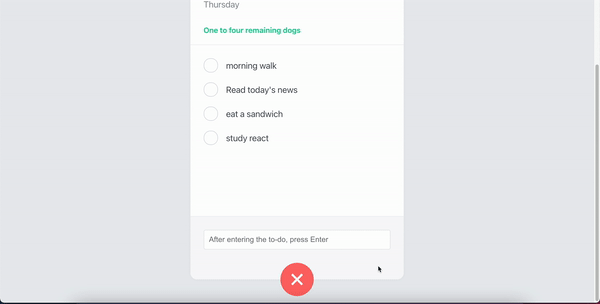 Thursday
One to four remaining dogs
morning walk
Read today's news
eat a sandwich
study react
After entering the to-do, press Enter